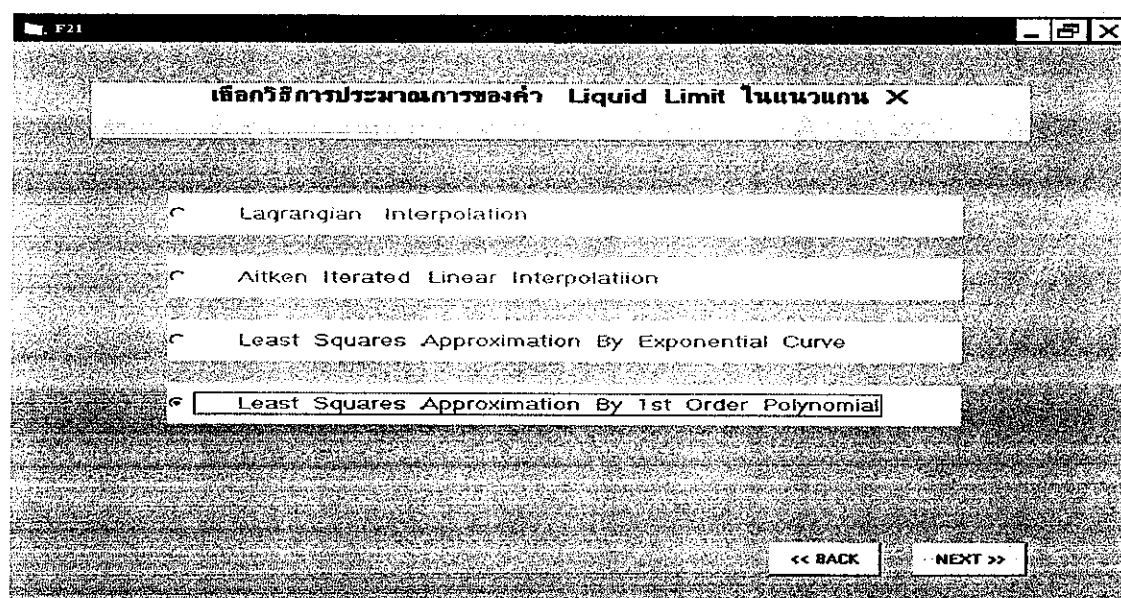 F21
เลือกวิธีการประมาณการของค่า Liquid Limit ในแนวแกน X
Lagrangian Interpolation
Aitken Iterated Linear Interpolatiion
Least Squares Approximation By Exponential Curve
Least Squares Approximation By 1st Order Polynomial
<< BACK
NEXT >>